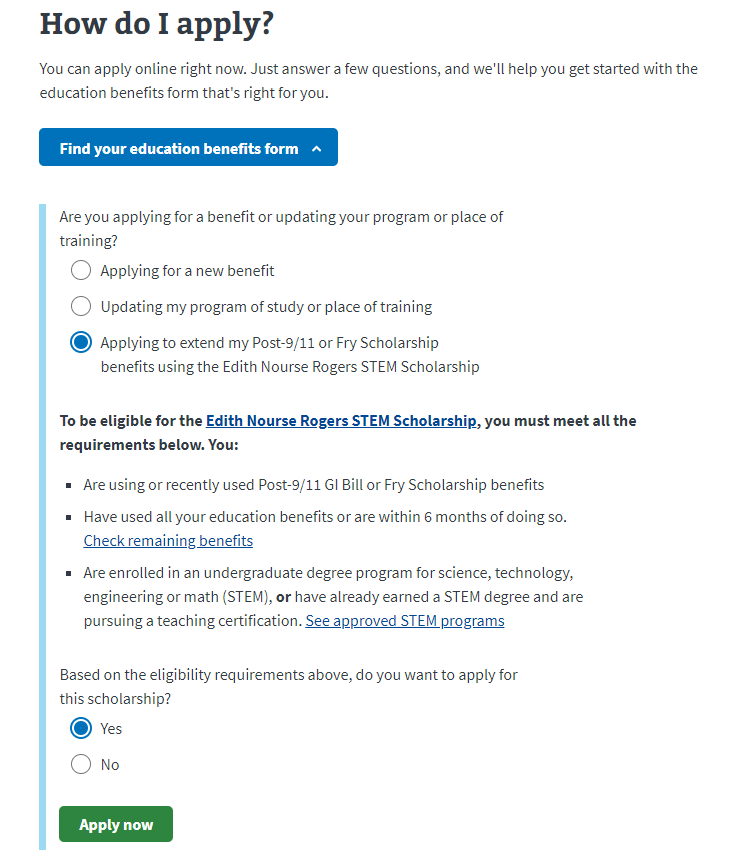 How do I apply?
You can apply online right now. Just answer a few questions, and we'll help you get started with the
education benefits form that's right for you.
Find your education benefits form
Are you applying for a benefit or updating your program or place of
training?
Applying for a new benefit
Updating my program of study or place of training
Applying to extend my Post-9/11 or Fry Scholarship
benefits using the Edith Nourse Rogers STEM Scholarship
To be eligible for the Edith Nourse Rogers STEM Scholarship, you must meet all the
requirements below. You:
Are using or recently used Post-9/11 GI Bill or Fry Scholarship benefits
Have used all your education benefits or are within 6 months of doing so.
Check remaining benefits
Are enrolled in an undergraduate degree program for science, technology,
engineering or math (STEM), or have already earned a STEM degree and are
pursuing a teaching certification. See approved STEM programs
Based on the eligibility requirements above, do you want to apply for
this scholarship?
Yes
No
Apply now